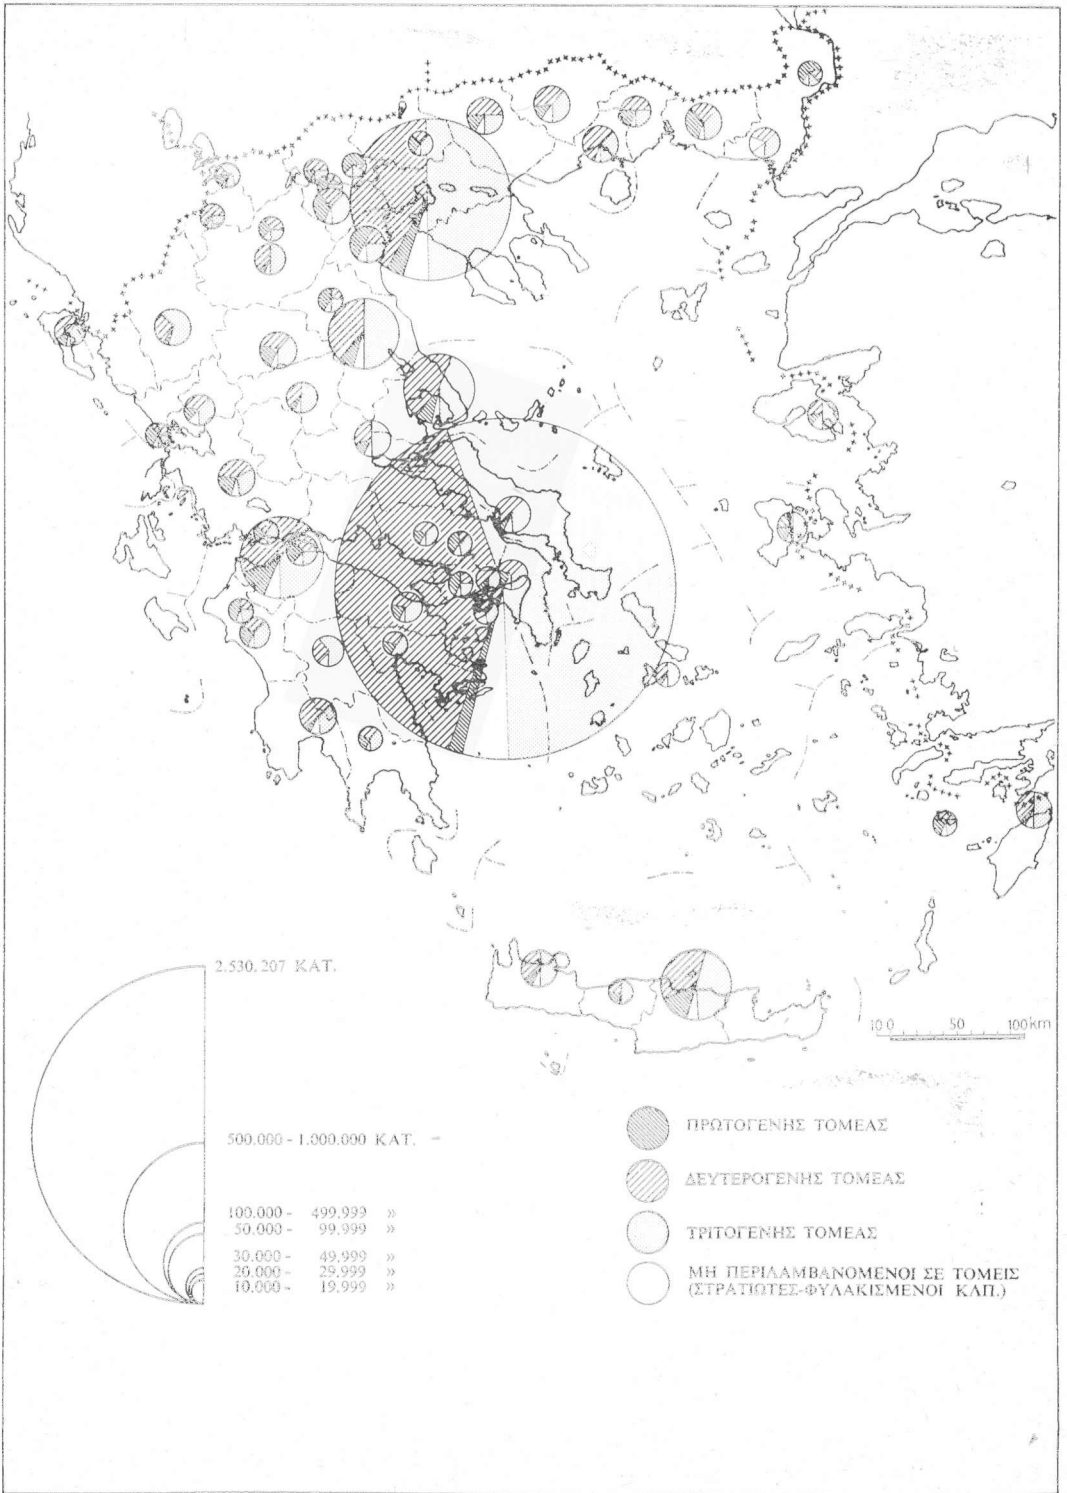 2.530.207 ΚΑΤ.
500.000 - 1.000.000 ΚΑΤ.
100.000 - 499.999 »
50.000 - 99.999 »
30.000 - 49.999 »
20.000 - 29.999 »
10.000 - 19.999 »
10 0 50 100km
ΠΡΩΤΟΓΕΝΗΣ ΤΟΜΕΑΣ
ΔΕΥΤΕΡΟΓΕΝΗΣ ΤΟΜΕΑΣ
ΤΡΙΤΟΓΕΝΗΣ ΤΟΜΕΑΣ
ΜΗ ΠΕΡΙΛΑΜΒΑΝΟΜΕΝΟΙ ΣΕ ΤΟΜΕΙΣ
(ΣΤΡΑΤΙΩΤΕΣ-ΦΥΛΑΚΙΣΜΕΝΟΙ ΚΛΠ.)